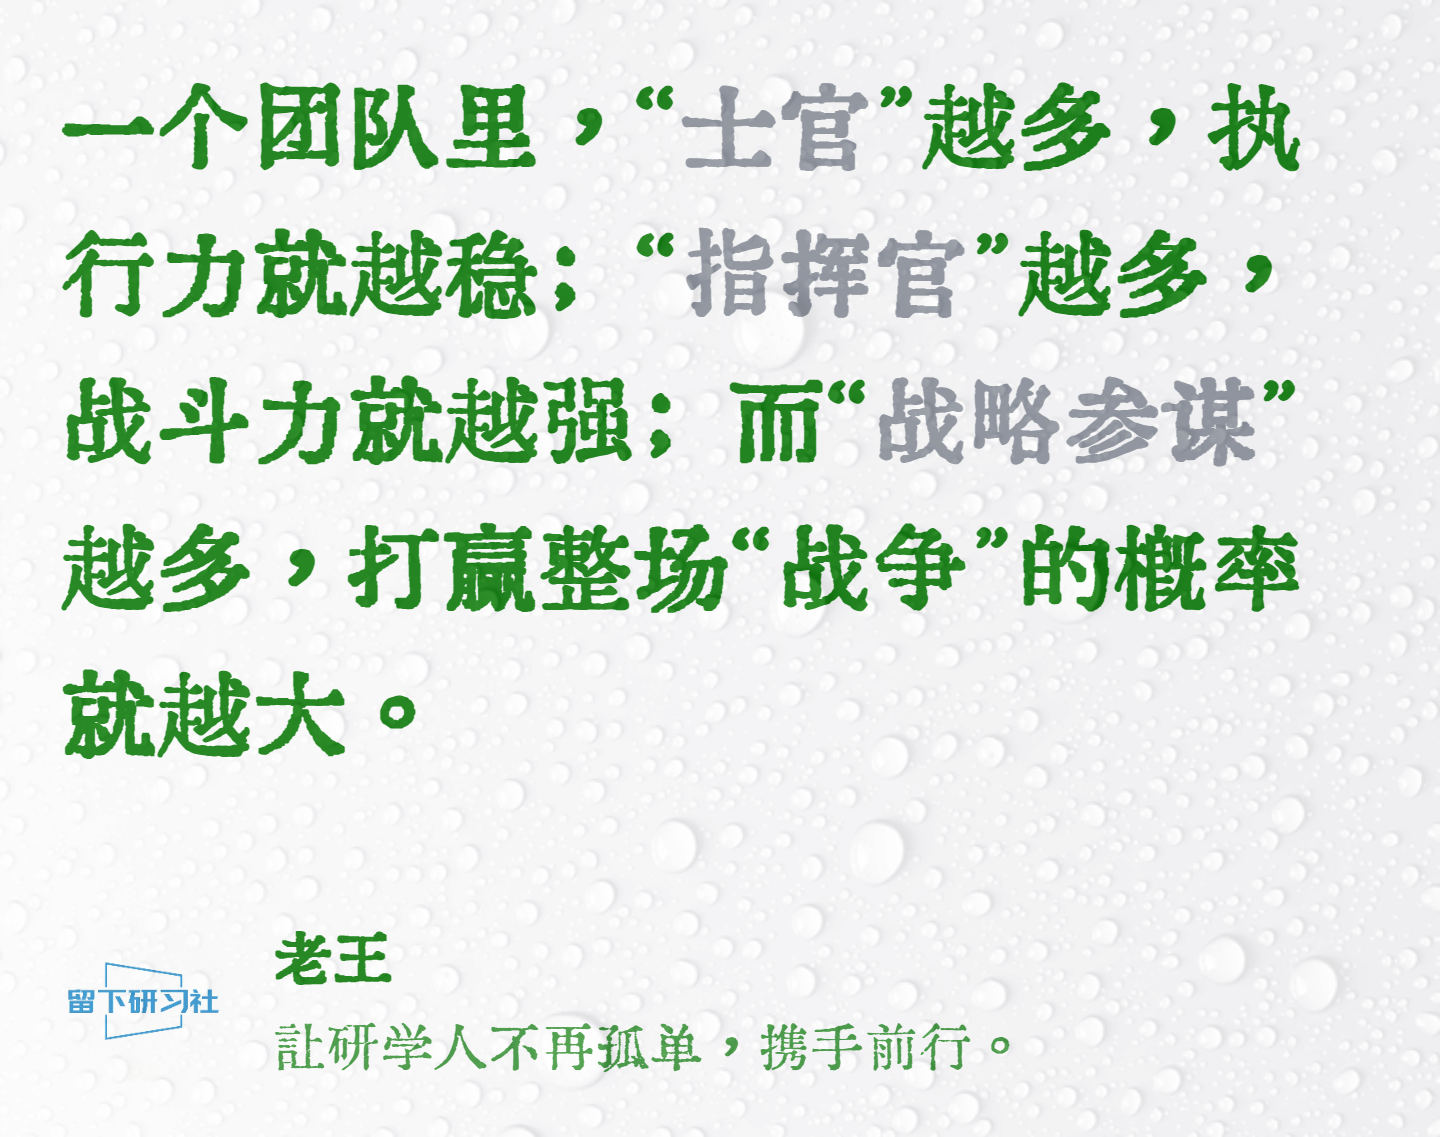 一个团队里，“士官”越多，执
行力就越稳；“指挥官”越多，
战斗力就越强；而“战略参谋”
越多，打赢整场“战争”的概率
就越大。
老王
留下研习社
让研学人不再孤单，携手前行。